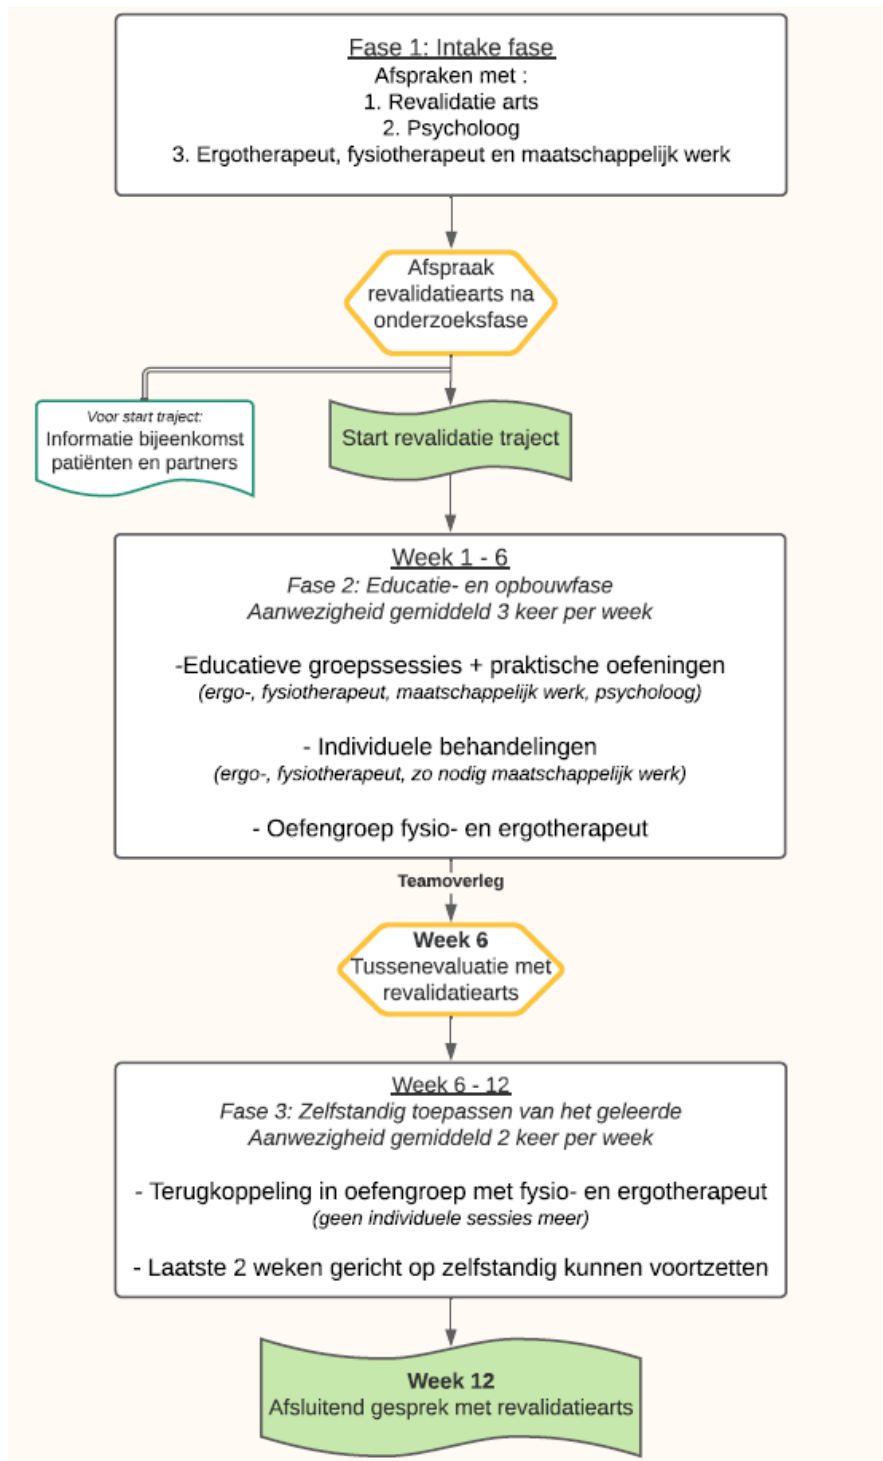 Fase 1: Intake fase
Afspraken met :
1. Revalidatie arts
2. Psycholoog
3. Ergotherapeut, fysiotherapeut en maatschappelijk werk
Afspraak
revalidatiearts na
onderzoeksfase
Voor start traject:
Informatie bijeenkomst
patiënten en partners
Start revalidatie traject
Week 1 - 6
Fase 2: Educatie- en opbouwfase
Aanwezigheid gemiddeld 3 keer per week
-Educatieve groepssessies + praktische oefeningen
(ergo-, fysiotherapeut, maatschappelijk werk, psycholoog)
- Individuele behandelingen
(ergo-, fysiotherapeut, zo nodig maatschappelijk werk)
- Oefengroep fysio- en ergotherapeut
Teamoverleg
Week 6
Tussenevaluatie met
revalidatiearts
Week 6 - 12
Fase 3: Zelfstandig toepassen van het geleerde
Aanwezigheid gemiddeld 2 keer per week
- Terugkoppeling in oefengroep met fysio- en ergotherapeut
(geen individuele sessies meer)
- Laatste 2 weken gericht op zelfstandig kunnen voortzetten
Week 12
Afsluitend gesprek met revalidatiearts